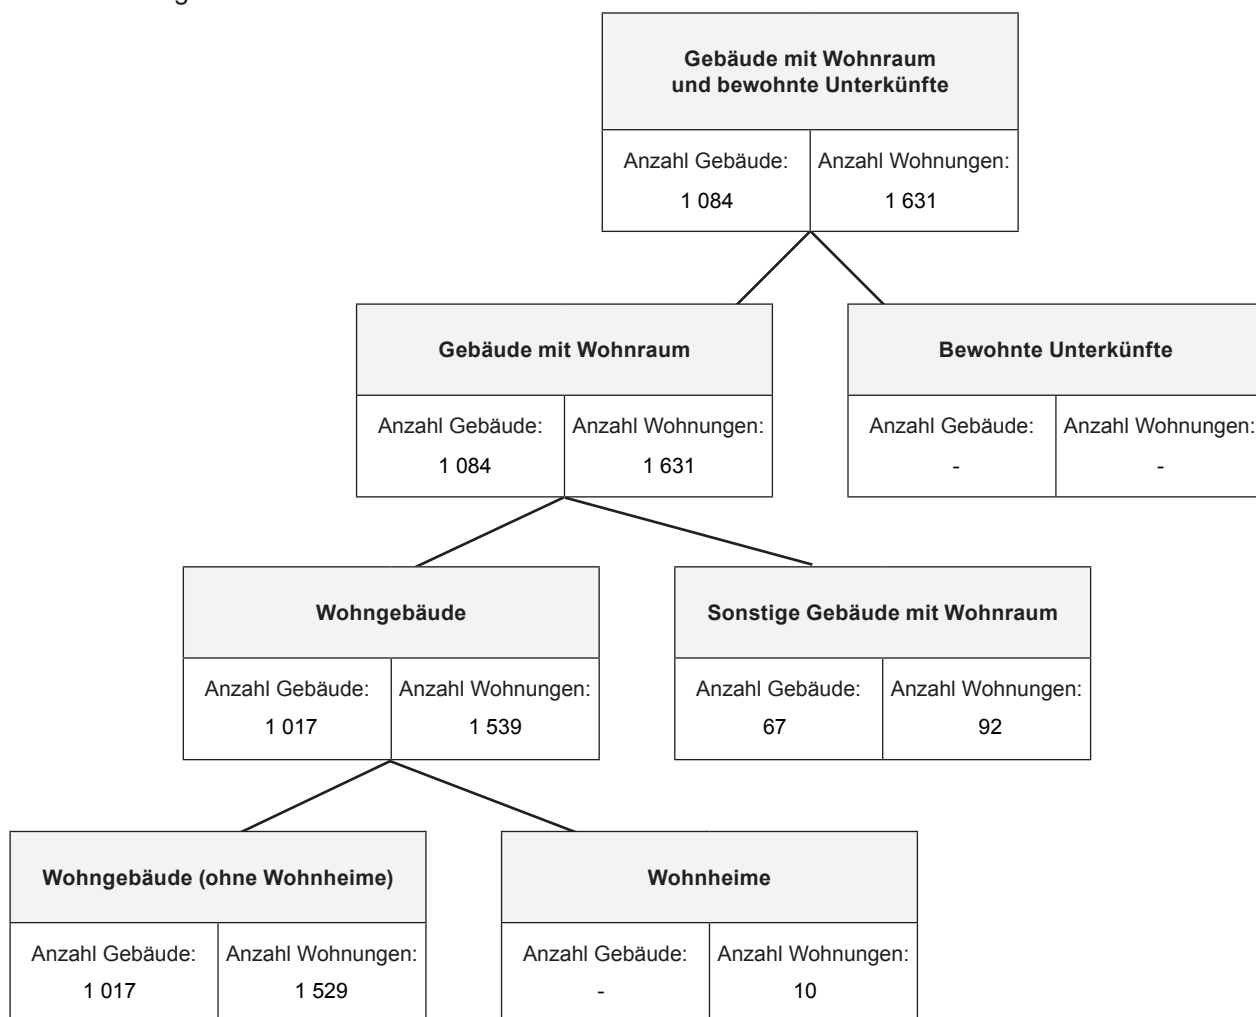 Gebäude mit Wohnraum
und bewohnte Unterkünfte
Anzahl Gebäude: Anzahl Wohnungen:
1 084 1 631
Gebäude mit Wohnraum
Anzahl Gebäude: Anzahl Wohnungen:
1 084 1 631
Bewohnte Unterkünfte
Anzahl Gebäude: Anzahl Wohnungen:
- -
Wohngebäude
Anzahl Gebäude: Anzahl Wohnungen:
1 017 1 539
Sonstige Gebäude mit Wohnraum
Anzahl Gebäude: Anzahl Wohnungen:
67 92
Wohngebäude (ohne Wohnheime)
Anzahl Gebäude: Anzahl Wohnungen:
1 017 1 529
Wohnheime
Anzahl Gebäude: Anzahl Wohnungen:
- 10